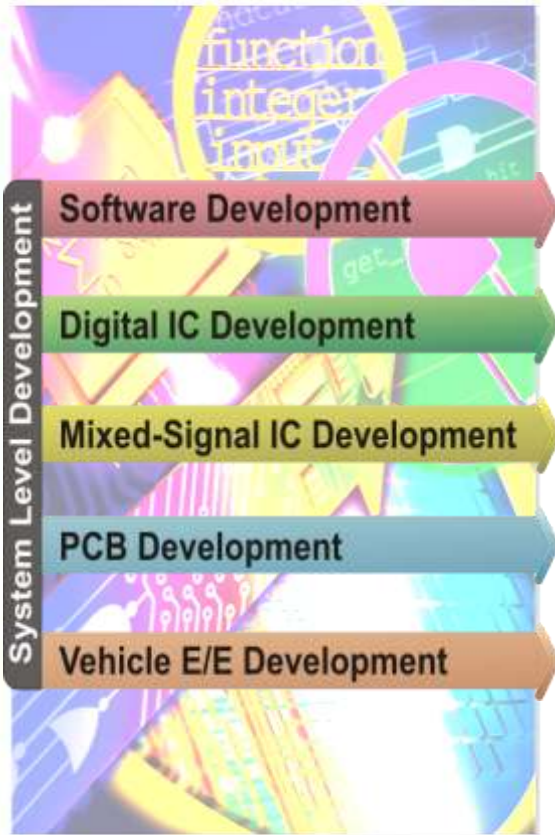 function
integer
input
bit
get_
System Level Development
Software Development
Digital IC Development
Mixed-Signal IC Development
PCB Development
Vehicle E/E Development